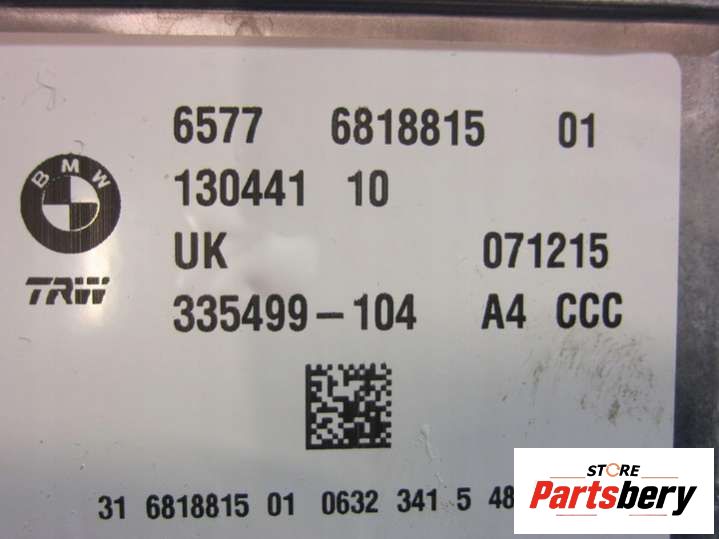 6577 6818815 01
BMW
130441 10
UK 071215
TRW
335499-104 A4 CCC
31 6818815 01 0632 341 5 48
STORE
Partsbery